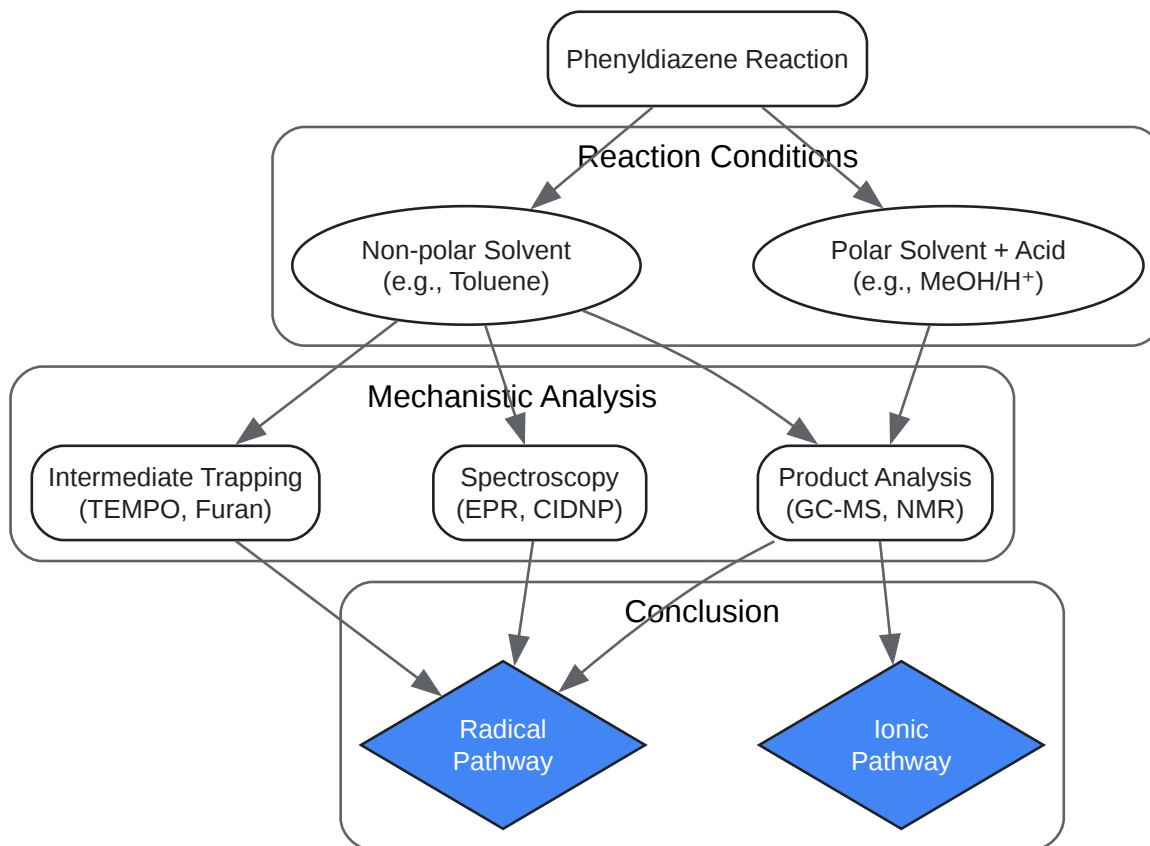 Phenyldiazene Reaction
Reaction Conditions
Non-polar Solvent
(e.g., Toluene)
Polar Solvent + Acid
(e.g., MeOH/H⁺)
Mechanistic Analysis
Intermediate Trapping
(TEMPO, Furan)
Spectroscopy
(EPR, CIDNP)
Product Analysis
(GC-MS, NMR)
Conclusion
Radical
Pathway
Ionic
Pathway